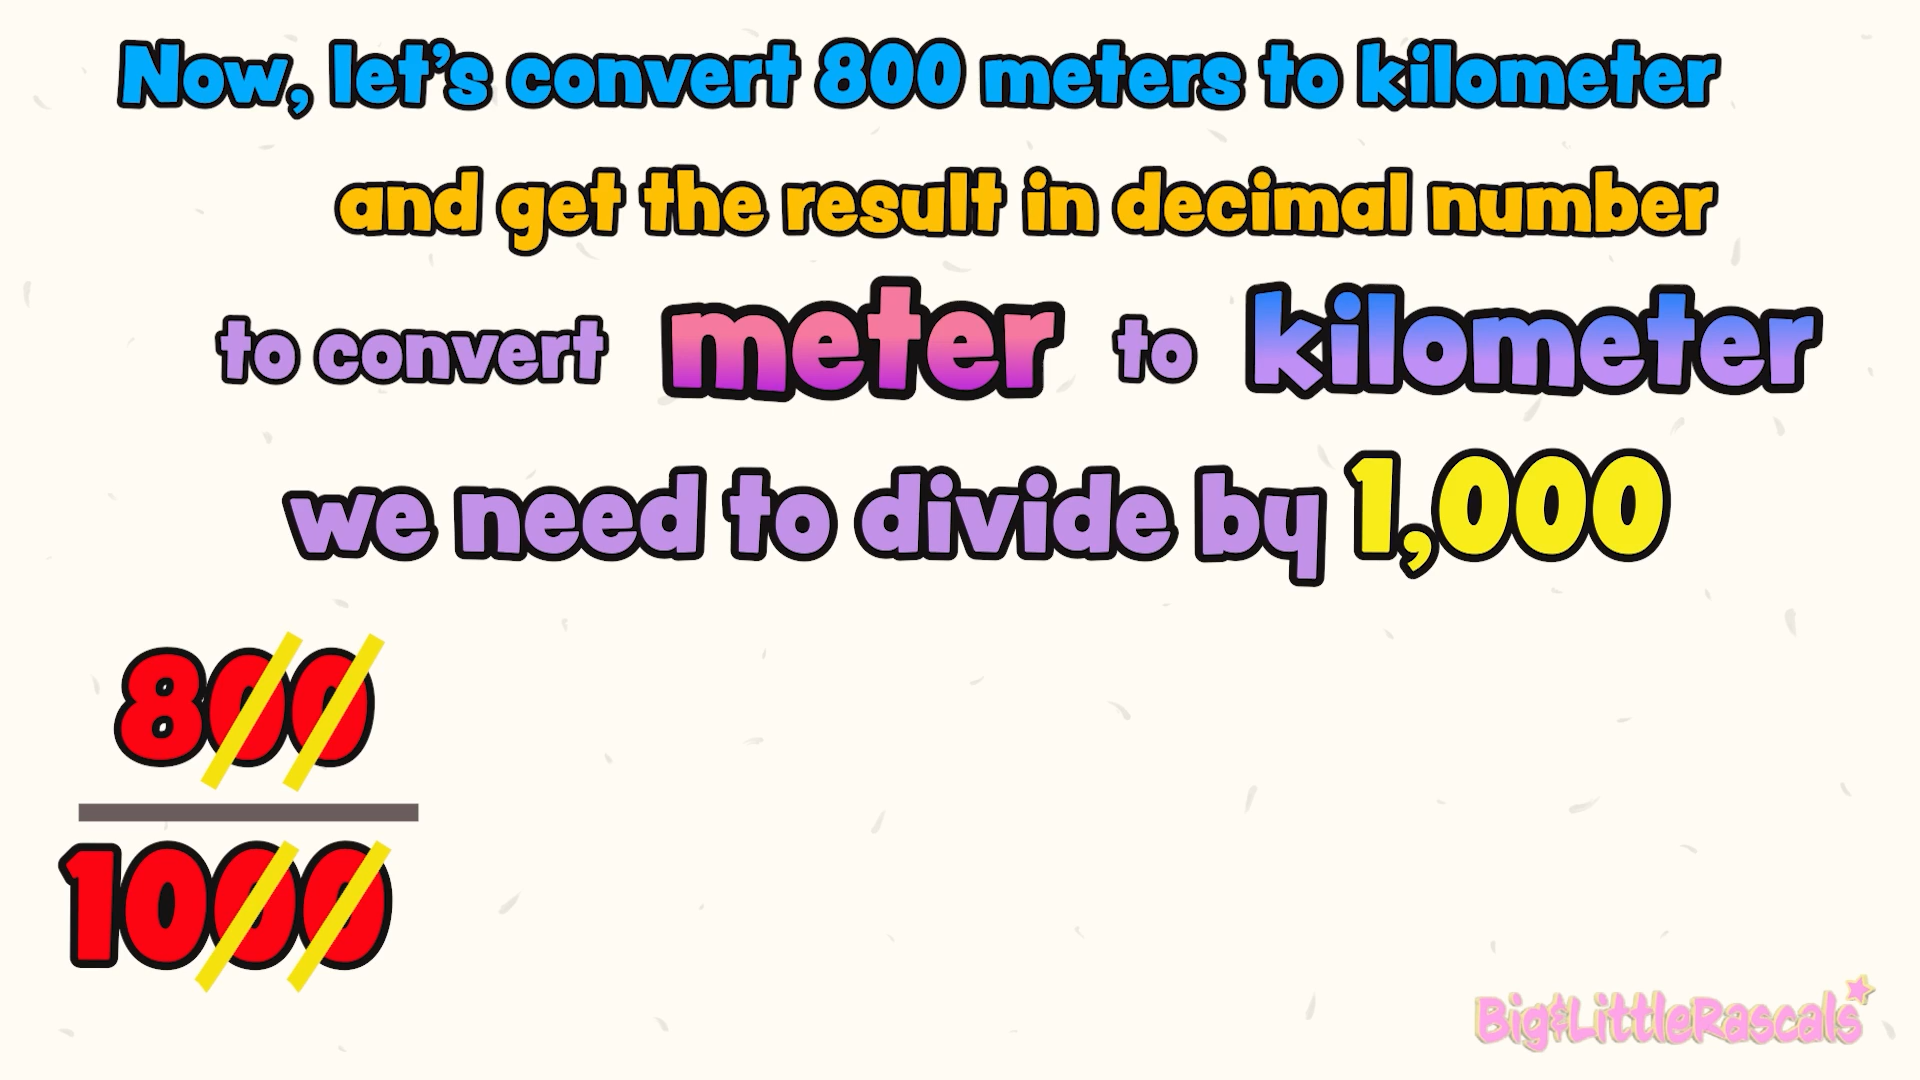 Now, let's convert 800 meters to kilometer
and get the result in decimal number
to convert meter to kilometer
we need to divide by 1,000
800
1000
Big&LittleRascals